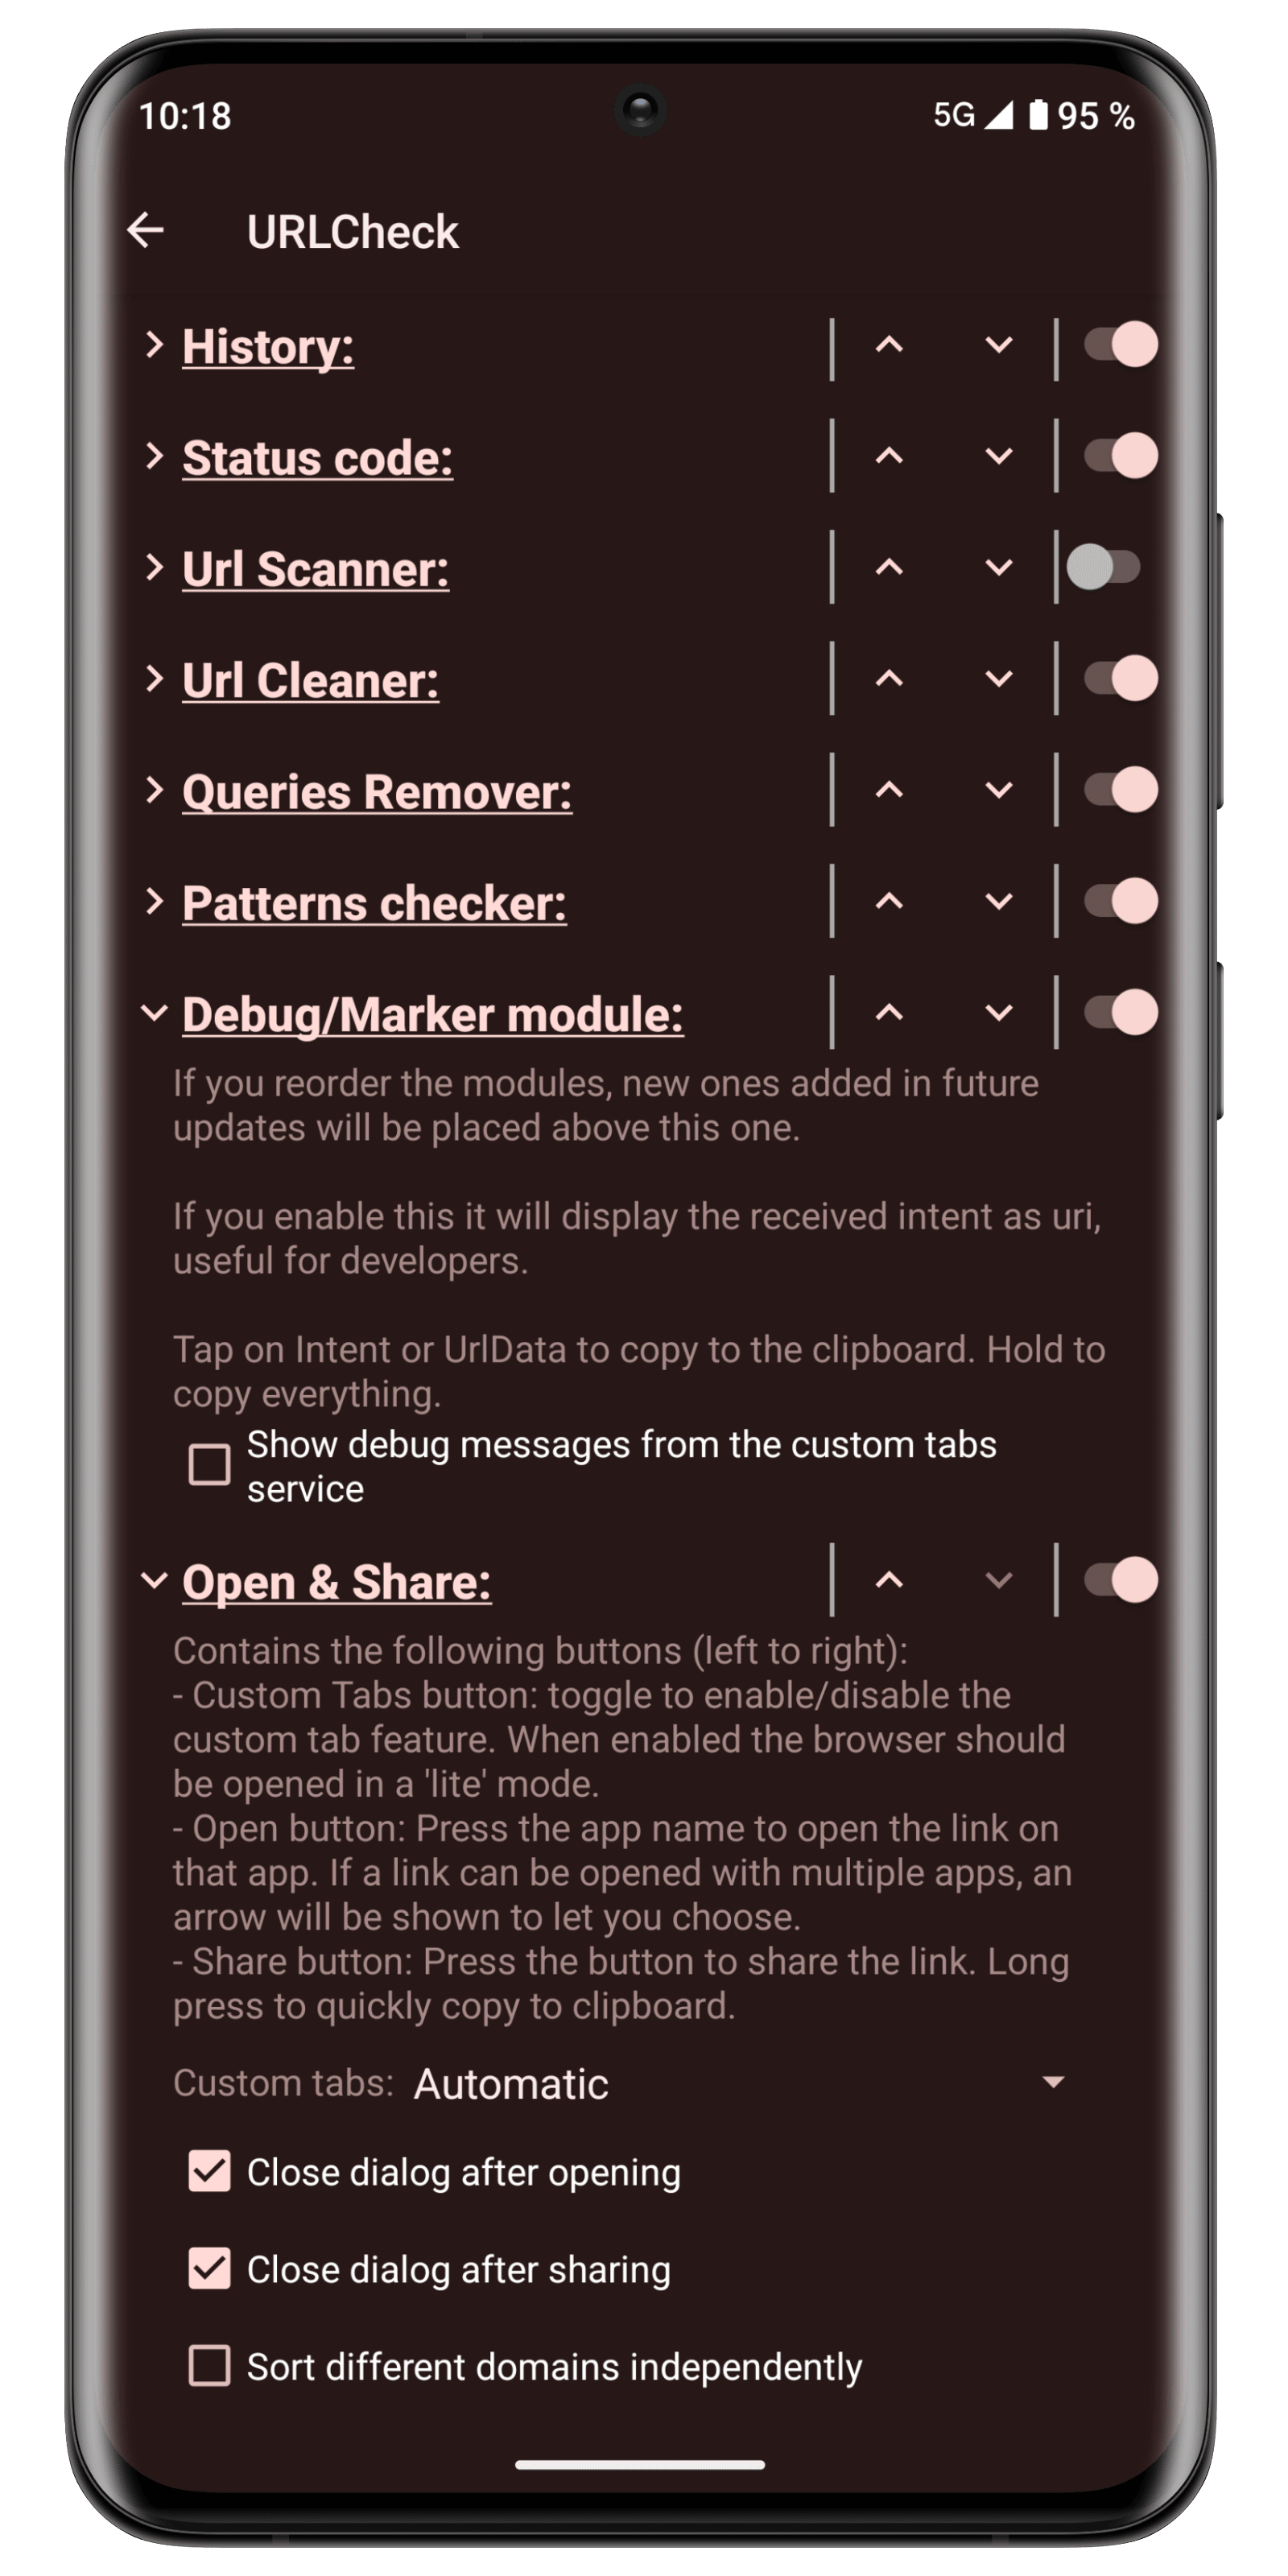 10:18
5G 95 %
URLCheck
History:
Status code:
Url Scanner:
Url Cleaner:
Queries Remover:
Patterns checker:
Debug/Marker module:
If you reorder the modules, new ones added in future
updates will be placed above this one.
If you enable this it will display the received intent as uri,
useful for developers.
Tap on Intent or UrlData to copy to the clipboard. Hold to
copy everything.
Show debug messages from the custom tabs
service
Open & Share:
Contains the following buttons (left to right):
- Custom Tabs button: toggle to enable/disable the
custom tab feature. When enabled the browser should
be opened in a 'lite' mode.
- Open button: Press the app name to open the link on
that app. If a link can be opened with multiple apps, an
arrow will be shown to let you choose.
- Share button: Press the button to share the link. Long
press to quickly copy to clipboard.
Custom tabs: Automatic
Close dialog after opening
Close dialog after sharing
Sort different domains independently